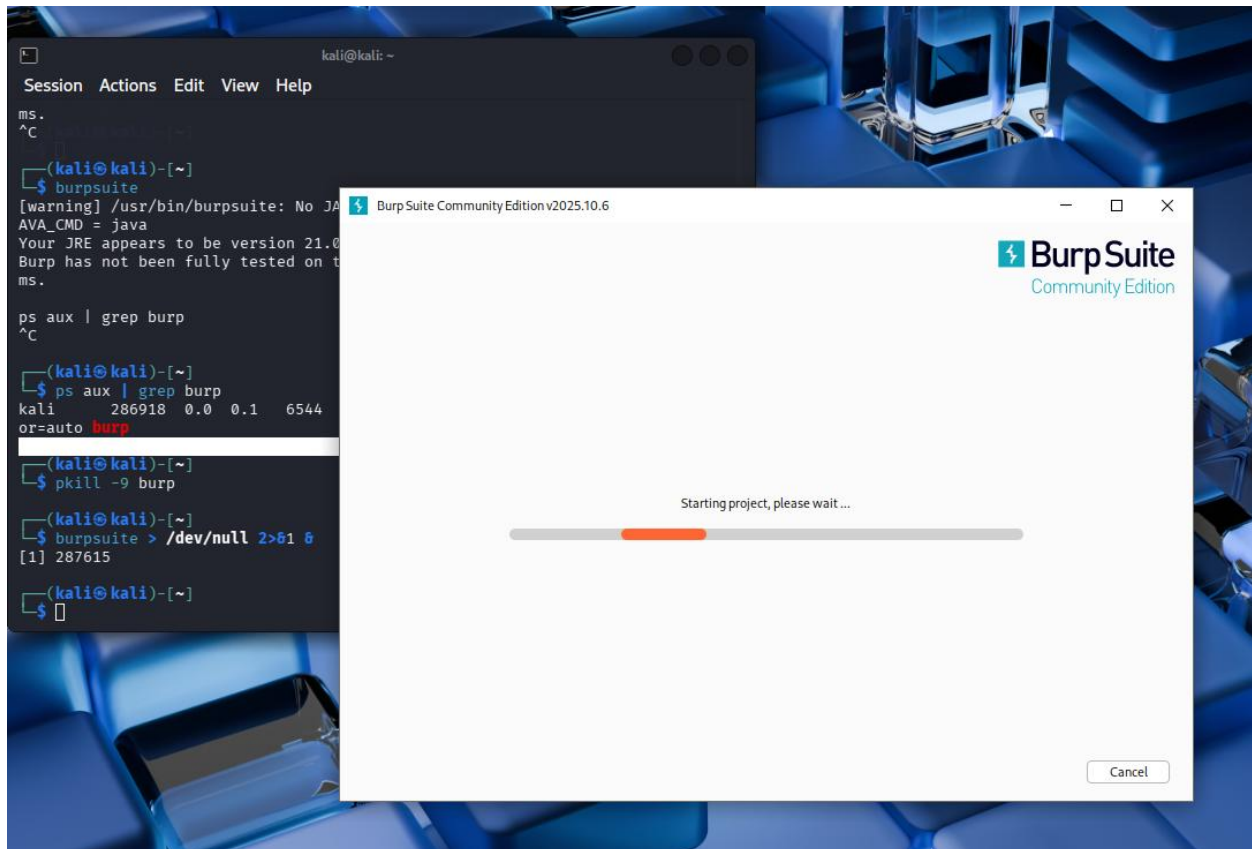 kali@kali: ~
Session Actions Edit View Help
ms.
^C
(kali㉿kali)-[~]
$ burpsuite
[warning] /usr/bin/burpsuite: No JA
AVA_CMD = java
Your JRE appears to be version 21.0
Burp has not been fully tested on t
ms.
ps aux | grep burp
^C
(kali㉿kali)-[~]
$ ps aux | grep burp
kali 286918 0.0 0.1 6544
or=auto burp
(kali㉿kali)-[~]
$ pkill -9 burp
(kali㉿kali)-[~]
$ burpsuite > /dev/null 2>&1 &
[1] 287615
(kali㉿kali)-[~]
$
Burp Suite Community Edition v2025.10.6
Burp Suite
Community Edition
Starting project, please wait ...
Cancel